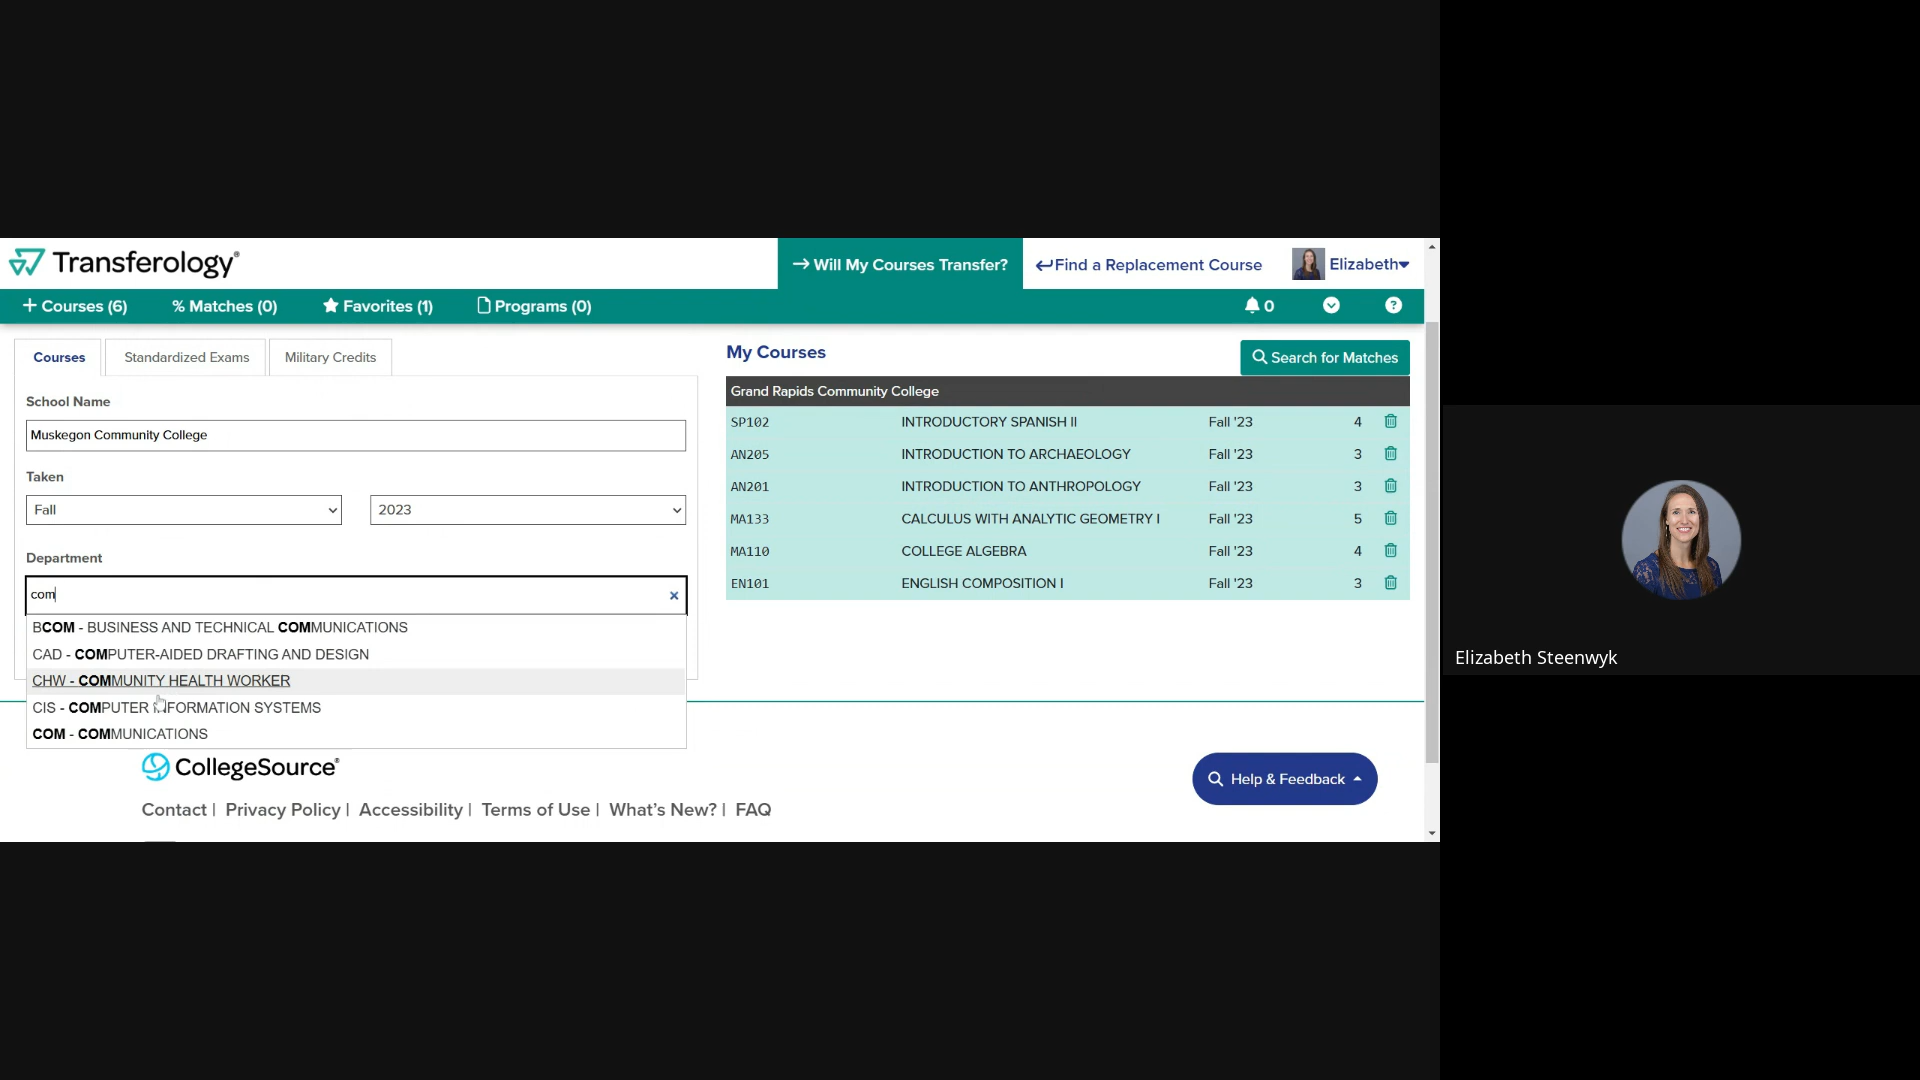 Transferology®
→ Will My Courses Transfer?
Find a Replacement Course
Elizabeth
+ Courses (6)
% Matches (0)
Favorites (1)
Programs (0)
0
?
Courses
Standardized Exams
Military Credits
School Name
Muskegon Community College
Taken
Fall
2023
Department
com
×
BCOM - BUSINESS AND TECHNICAL COMMUNICATIONS
CAD - COMPUTER-AIDED DRAFTING AND DESIGN
CHW - COMMUNITY HEALTH WORKER
CIS - COMPUTER INFORMATION SYSTEMS
COM - COMMUNICATIONS
My Courses
Search for Matches
Grand Rapids Community College
SP102 INTRODUCTORY SPANISH II Fall '23 4
AN205 INTRODUCTION TO ARCHAEOLOGY Fall '23 3
AN201 INTRODUCTION TO ANTHROPOLOGY Fall '23 3
MA133 CALCULUS WITH ANALYTIC GEOMETRY I Fall '23 5
MA110 COLLEGE ALGEBRA Fall '23 4
EN101 ENGLISH COMPOSITION I Fall '23 3
Elizabeth Steenwyk
CollegeSource®
Help & Feedback
Contact | Privacy Policy | Accessibility | Terms of Use | What's New? | FAQ